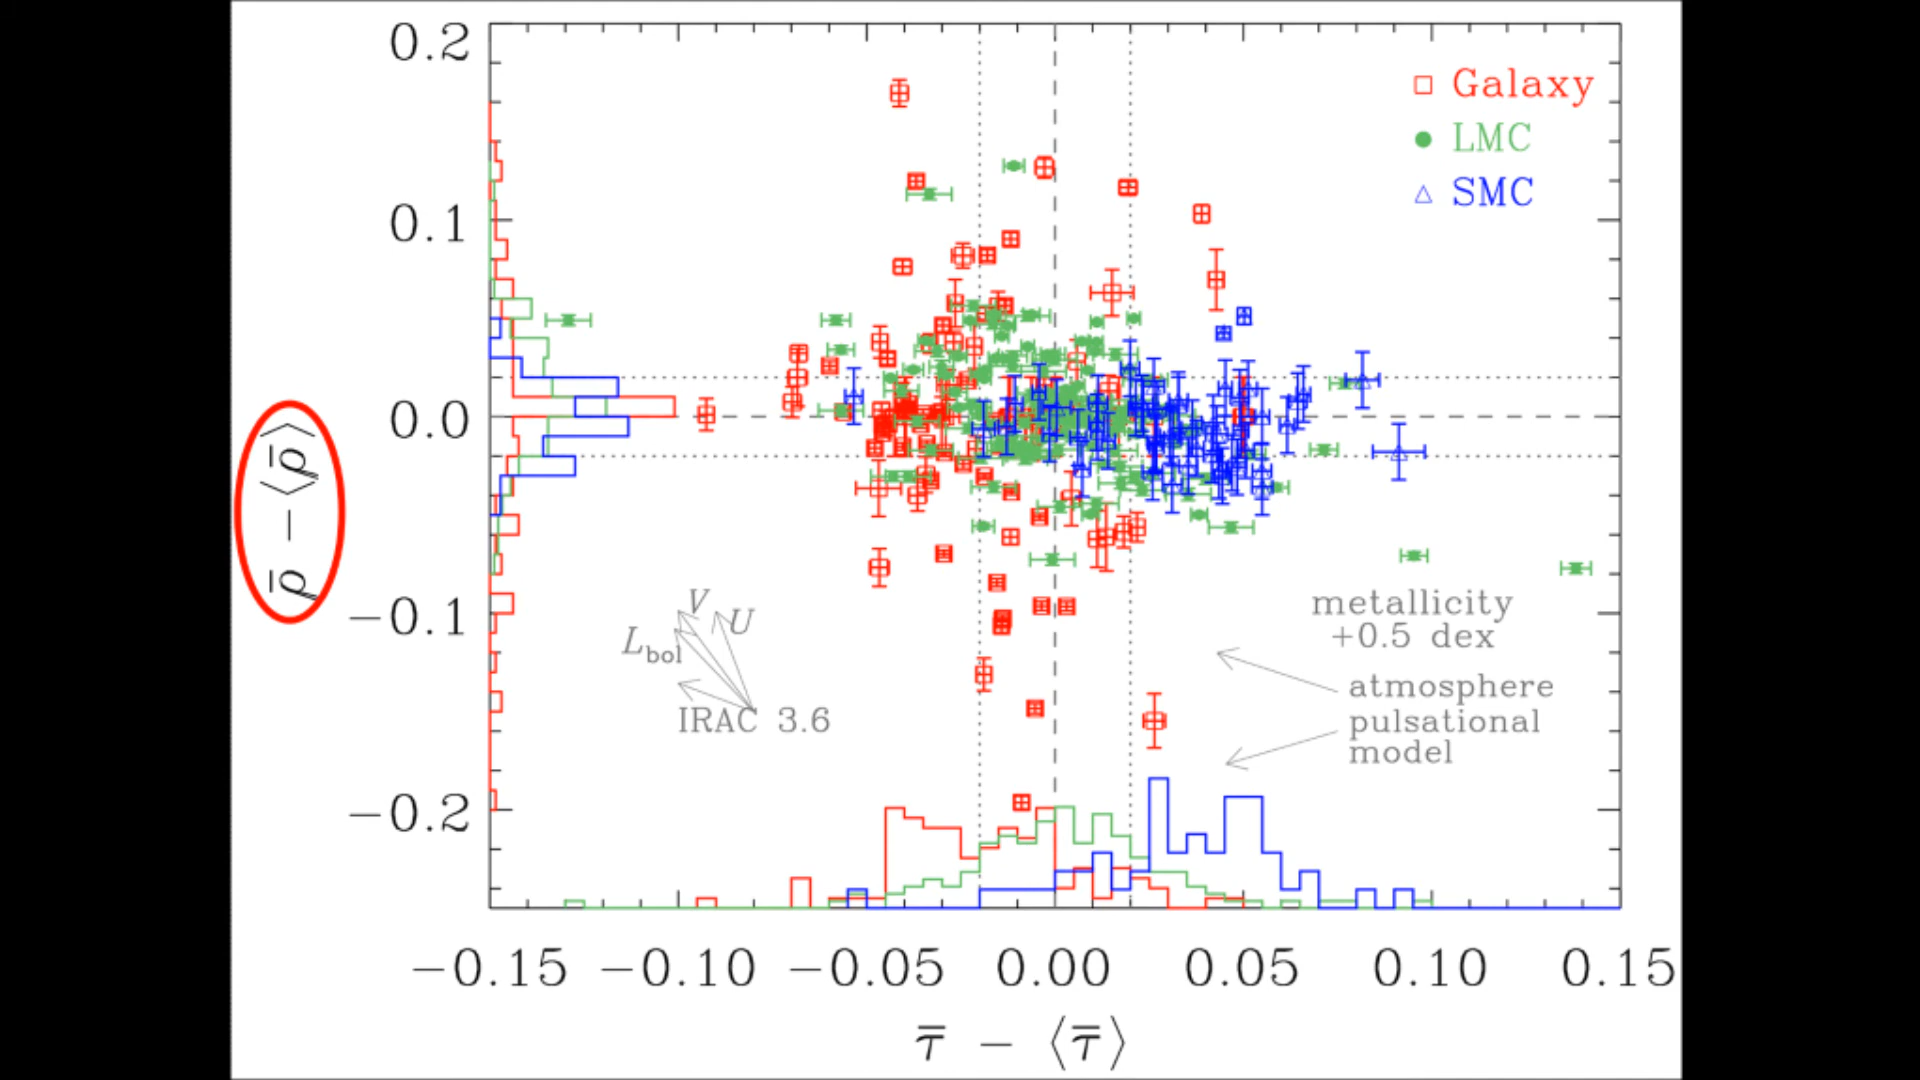 0.2
0.1
0.0
−0.1
−0.2
ρ̅ − ⟨ρ̅⟩
Galaxy
LMC
SMC
V
U
L_bol
IRAC 3.6
metallicity
+0.5 dex
atmosphere
pulsational
model
−0.15 −0.10 −0.05 0.00 0.05 0.10 0.15
τ̅ − ⟨τ̅⟩